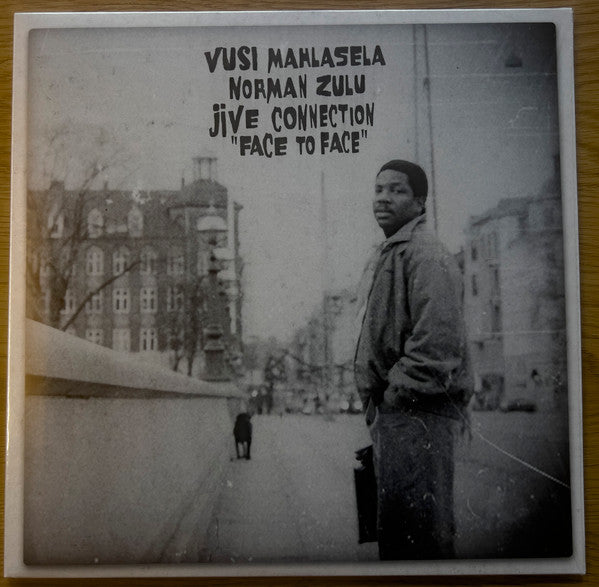 VUSI MAHLASELA
NORMAN ZULU
JiVE CONNECTION
"FACE TO FACE"